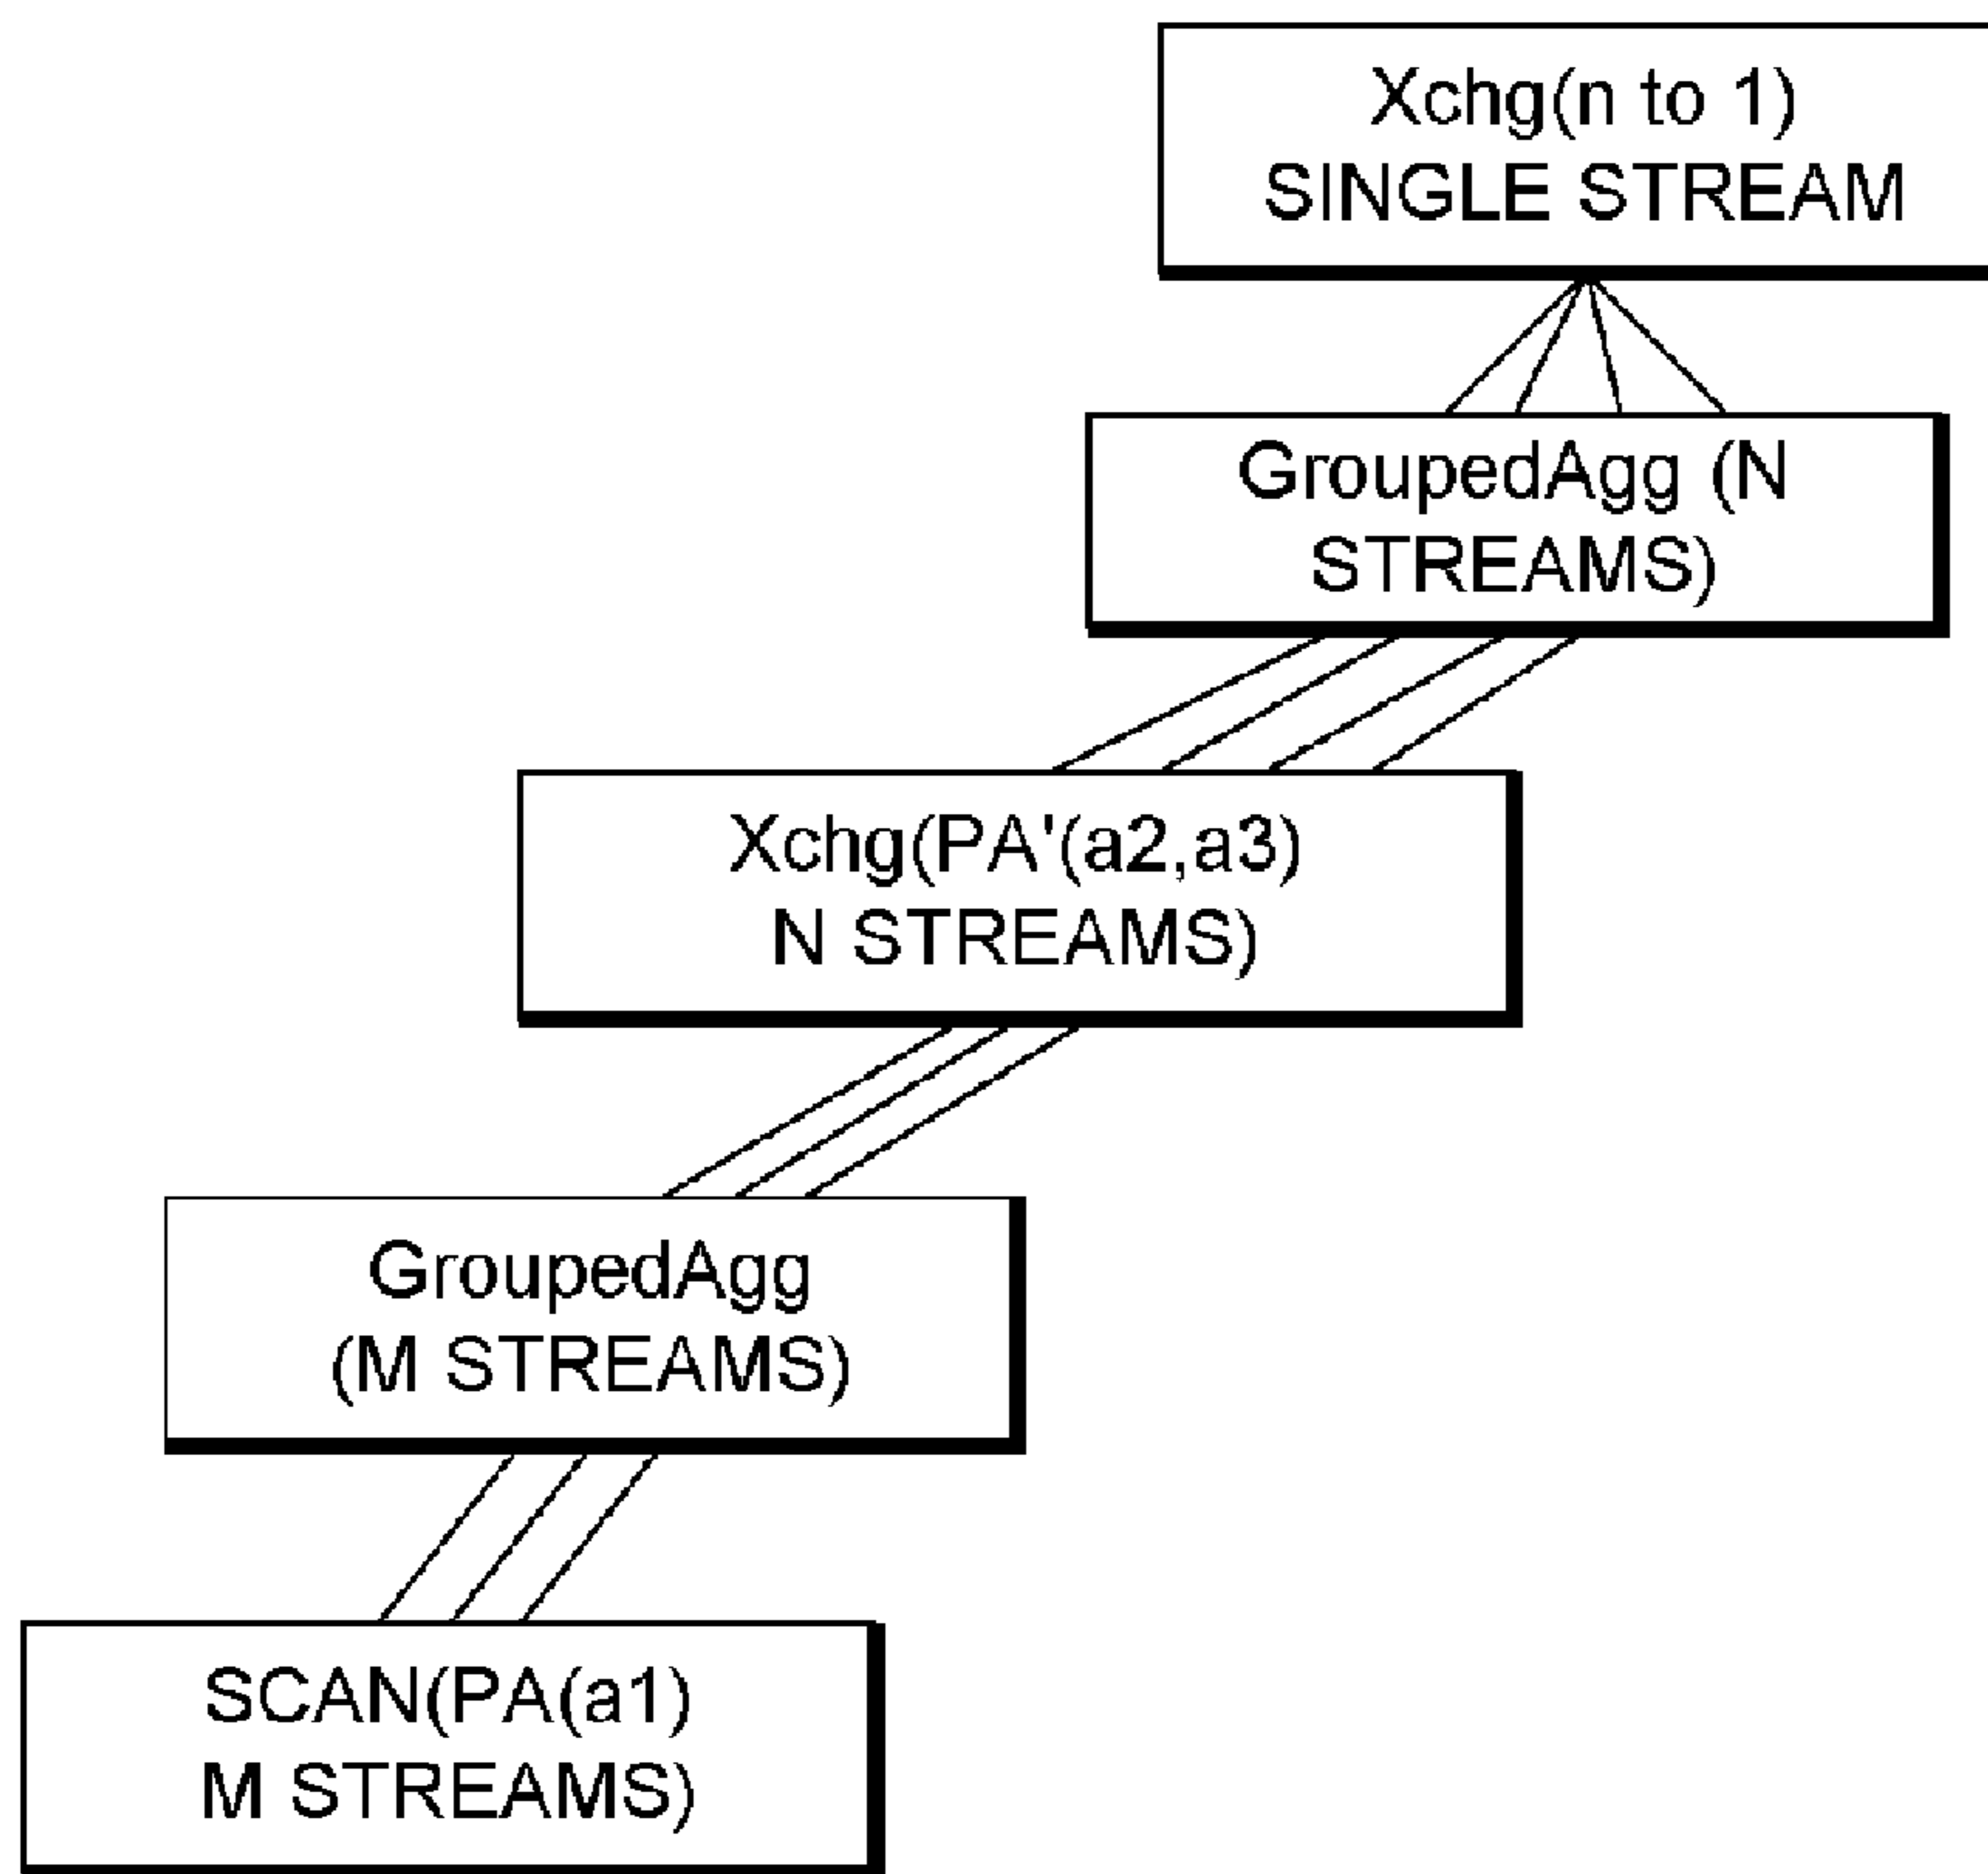 Xchg(n to 1)
SINGLE STREAM
GroupedAgg (N
STREAMS)
Xchg(PA'(a2,a3)
N STREAMS)
GroupedAgg
(M STREAMS)
SCAN(PA(a1)
M STREAMS)